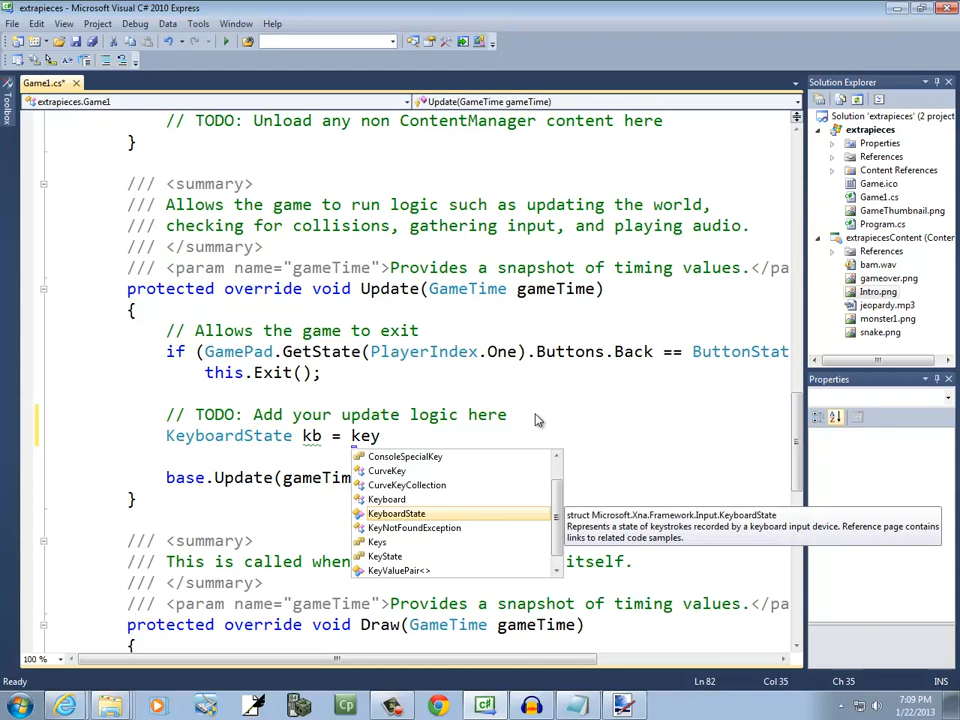 extrapieces - Microsoft Visual C# 2010 Express
File Edit View Project Debug Data Tools Window Help
Game1.cs*
Toolbox
extrapieces.Game1
Update(GameTime gameTime)
// TODO: Unload any non ContentManager content here
}
/// <summary>
/// Allows the game to run logic such as updating the world,
/// checking for collisions, gathering input, and playing audio.
/// </summary>
/// <param name="gameTime">Provides a snapshot of timing values.</pa
protected override void Update(GameTime gameTime)
{
// Allows the game to exit
if (GamePad.GetState(PlayerIndex.One).Buttons.Back == ButtonStat
this.Exit();
// TODO: Add your update logic here
KeyboardState kb = key
ConsoleSpecialKey
CurveKey
CurveKeyCollection
Keyboard
KeyboardState
KeyNotFoundException
Keys
KeyState
KeyValuePair<>
struct Microsoft.Xna.Framework.Input.KeyboardState
Represents a state of keystrokes recorded by a keyboard input device. Reference page contains
links to related code samples.
base.Update(gameTim
}
/// <summary>
/// This is called when
itself.
/// </summary>
/// <param name="gameTime">Provides a snapshot of timing values.</pa
protected override void Draw(GameTime gameTime)
{
100 %
Solution Explorer
Solution 'extrapieces' (2 project
extrapieces
Properties
References
Content References
Game.ico
Game1.cs
GameThumbnail.png
Program.cs
extrapiecesContent (Conter
References
bam.wav
gameover.png
Intro.png
jeopardy.mp3
monster1.png
snake.png
Properties
Ready
Ln 82
Col 35
Ch 35
INS
Cp
7:09 PM
1/22/2013